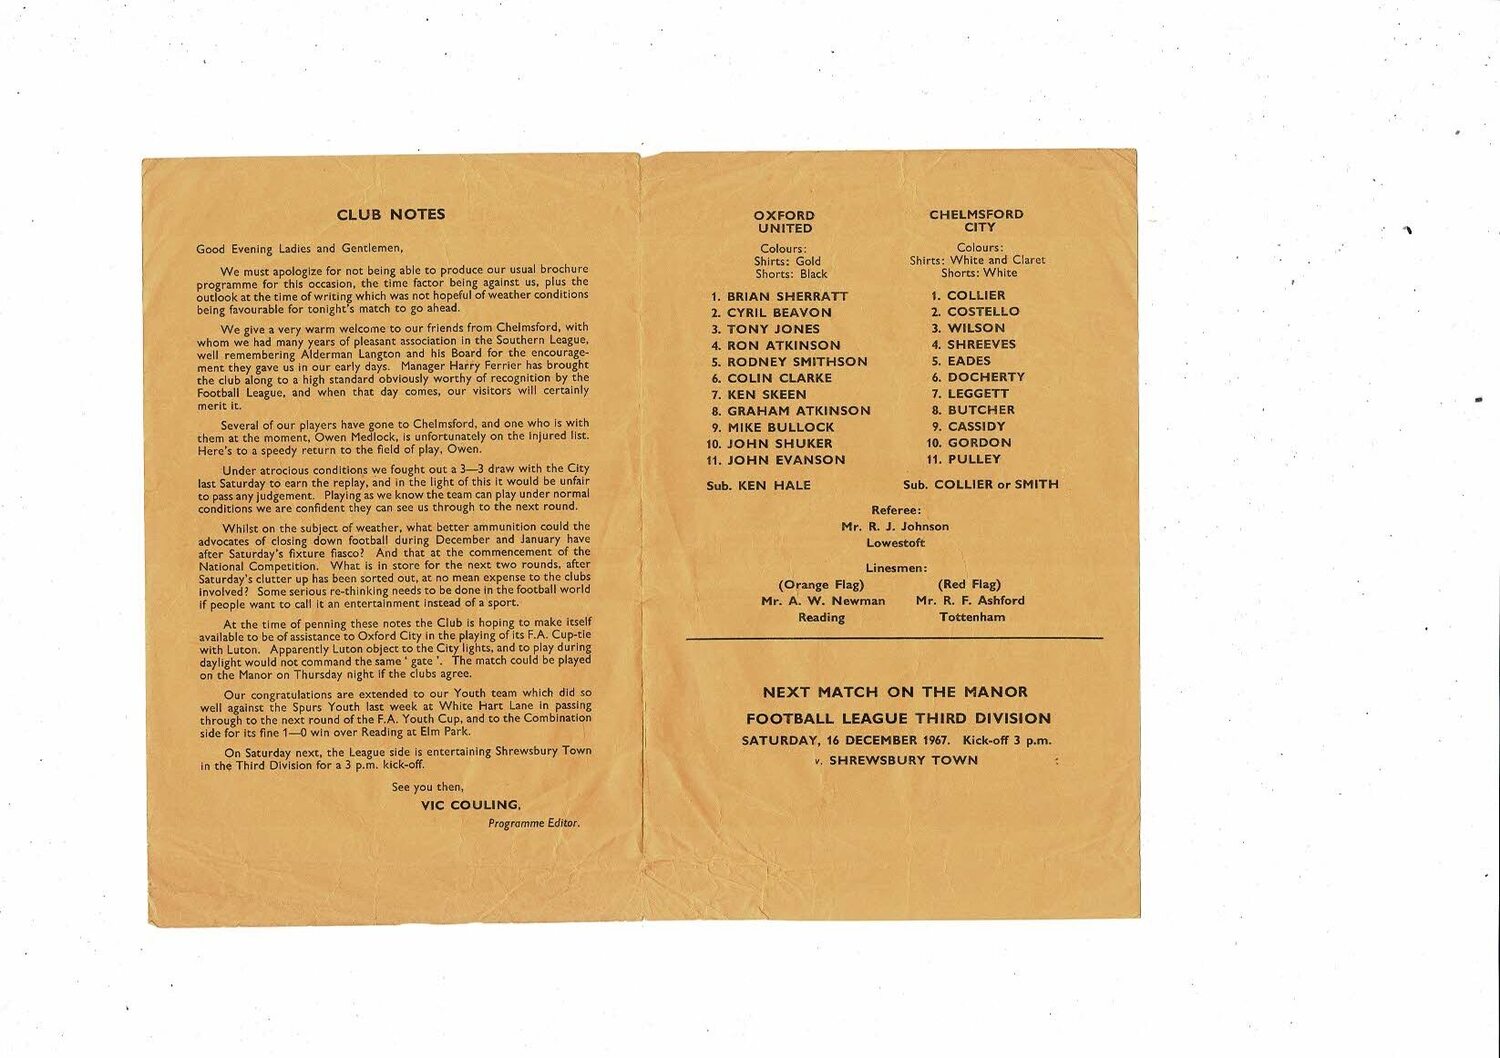 CLUB NOTES
Good Evening Ladies and Gentlemen,
We must apologize for not being able to produce our usual brochure
programme for this occasion, the time factor being against us, plus the
outlook at the time of writing which was not hopeful of weather conditions
being favourable for tonight's match to go ahead.
We give a very warm welcome to our friends from Chelmsford, with
whom we had many years of pleasant association in the Southern League,
well remembering Alderman Langton and his Board for the encourage-
ment they gave us in our early days. Manager Harry Ferrier has brought
the club along to a high standard obviously worthy of recognition by the
Football League, and when that day comes, our visitors will certainly
merit it.
Several of our players have gone to Chelmsford, and one who is with
them at the moment, Owen Medlock, is unfortunately on the injured list.
Here's to a speedy return to the field of play, Owen.
Under atrocious conditions we fought out a 3—3 draw with the City
last Saturday to earn the replay, and in the light of this it would be unfair
to pass any judgement. Playing as we know the team can play under normal
conditions we are confident they can see us through to the next round.
Whilst on the subject of weather, what better ammunition could the
advocates of closing down football during December and January have
after Saturday's fixture fiasco? And that at the commencement of the
National Competition. What is in store for the next two rounds, after
Saturday's clutter up has been sorted out, at no mean expense to the clubs
involved? Some serious re-thinking needs to be done in the football world
if people want to call it an entertainment instead of a sport.
At the time of penning these notes the Club is hoping to make itself
available to be of assistance to Oxford City in the playing of its F.A. Cup-tie
with Luton. Apparently Luton object to the City lights, and to play during
daylight would not command the same ' gate '. The match could be played
on the Manor on Thursday night if the clubs agree.
Our congratulations are extended to our Youth team which did so
well against the Spurs Youth last week at White Hart Lane in passing
through to the next round of the F.A. Youth Cup, and to the Combination
side for its fine 1—0 win over Reading at Elm Park.
On Saturday next, the League side is entertaining Shrewsbury Town
in the Third Division for a 3 p.m. kick-off.
See you then,
VIC COULING,
Programme Editor.
OXFORD
UNITED
Colours:
Shirts: Gold
Shorts: Black
1. BRIAN SHERRATT
2. CYRIL BEAVON
3. TONY JONES
4. RON ATKINSON
5. RODNEY SMITHSON
6. COLIN CLARKE
7. KEN SKEEN
8. GRAHAM ATKINSON
9. MIKE BULLOCK
10. JOHN SHUKER
11. JOHN EVANSON
Sub. KEN HALE
CHELMSFORD
CITY
Colours:
Shirts: White and Claret
Shorts: White
1. COLLIER
2. COSTELLO
3. WILSON
4. SHREEVES
5. EADES
6. DOCHERTY
7. LEGGETT
8. BUTCHER
9. CASSIDY
10. GORDON
11. PULLEY
Sub. COLLIER or SMITH
Referee:
Mr. R. J. Johnson
Lowestoft
Linesmen:
(Orange Flag) (Red Flag)
Mr. A. W. Newman Mr. R. F. Ashford
Reading Tottenham
NEXT MATCH ON THE MANOR
FOOTBALL LEAGUE THIRD DIVISION
SATURDAY, 16 DECEMBER 1967. Kick-off 3 p.m.
v. SHREWSBURY TOWN